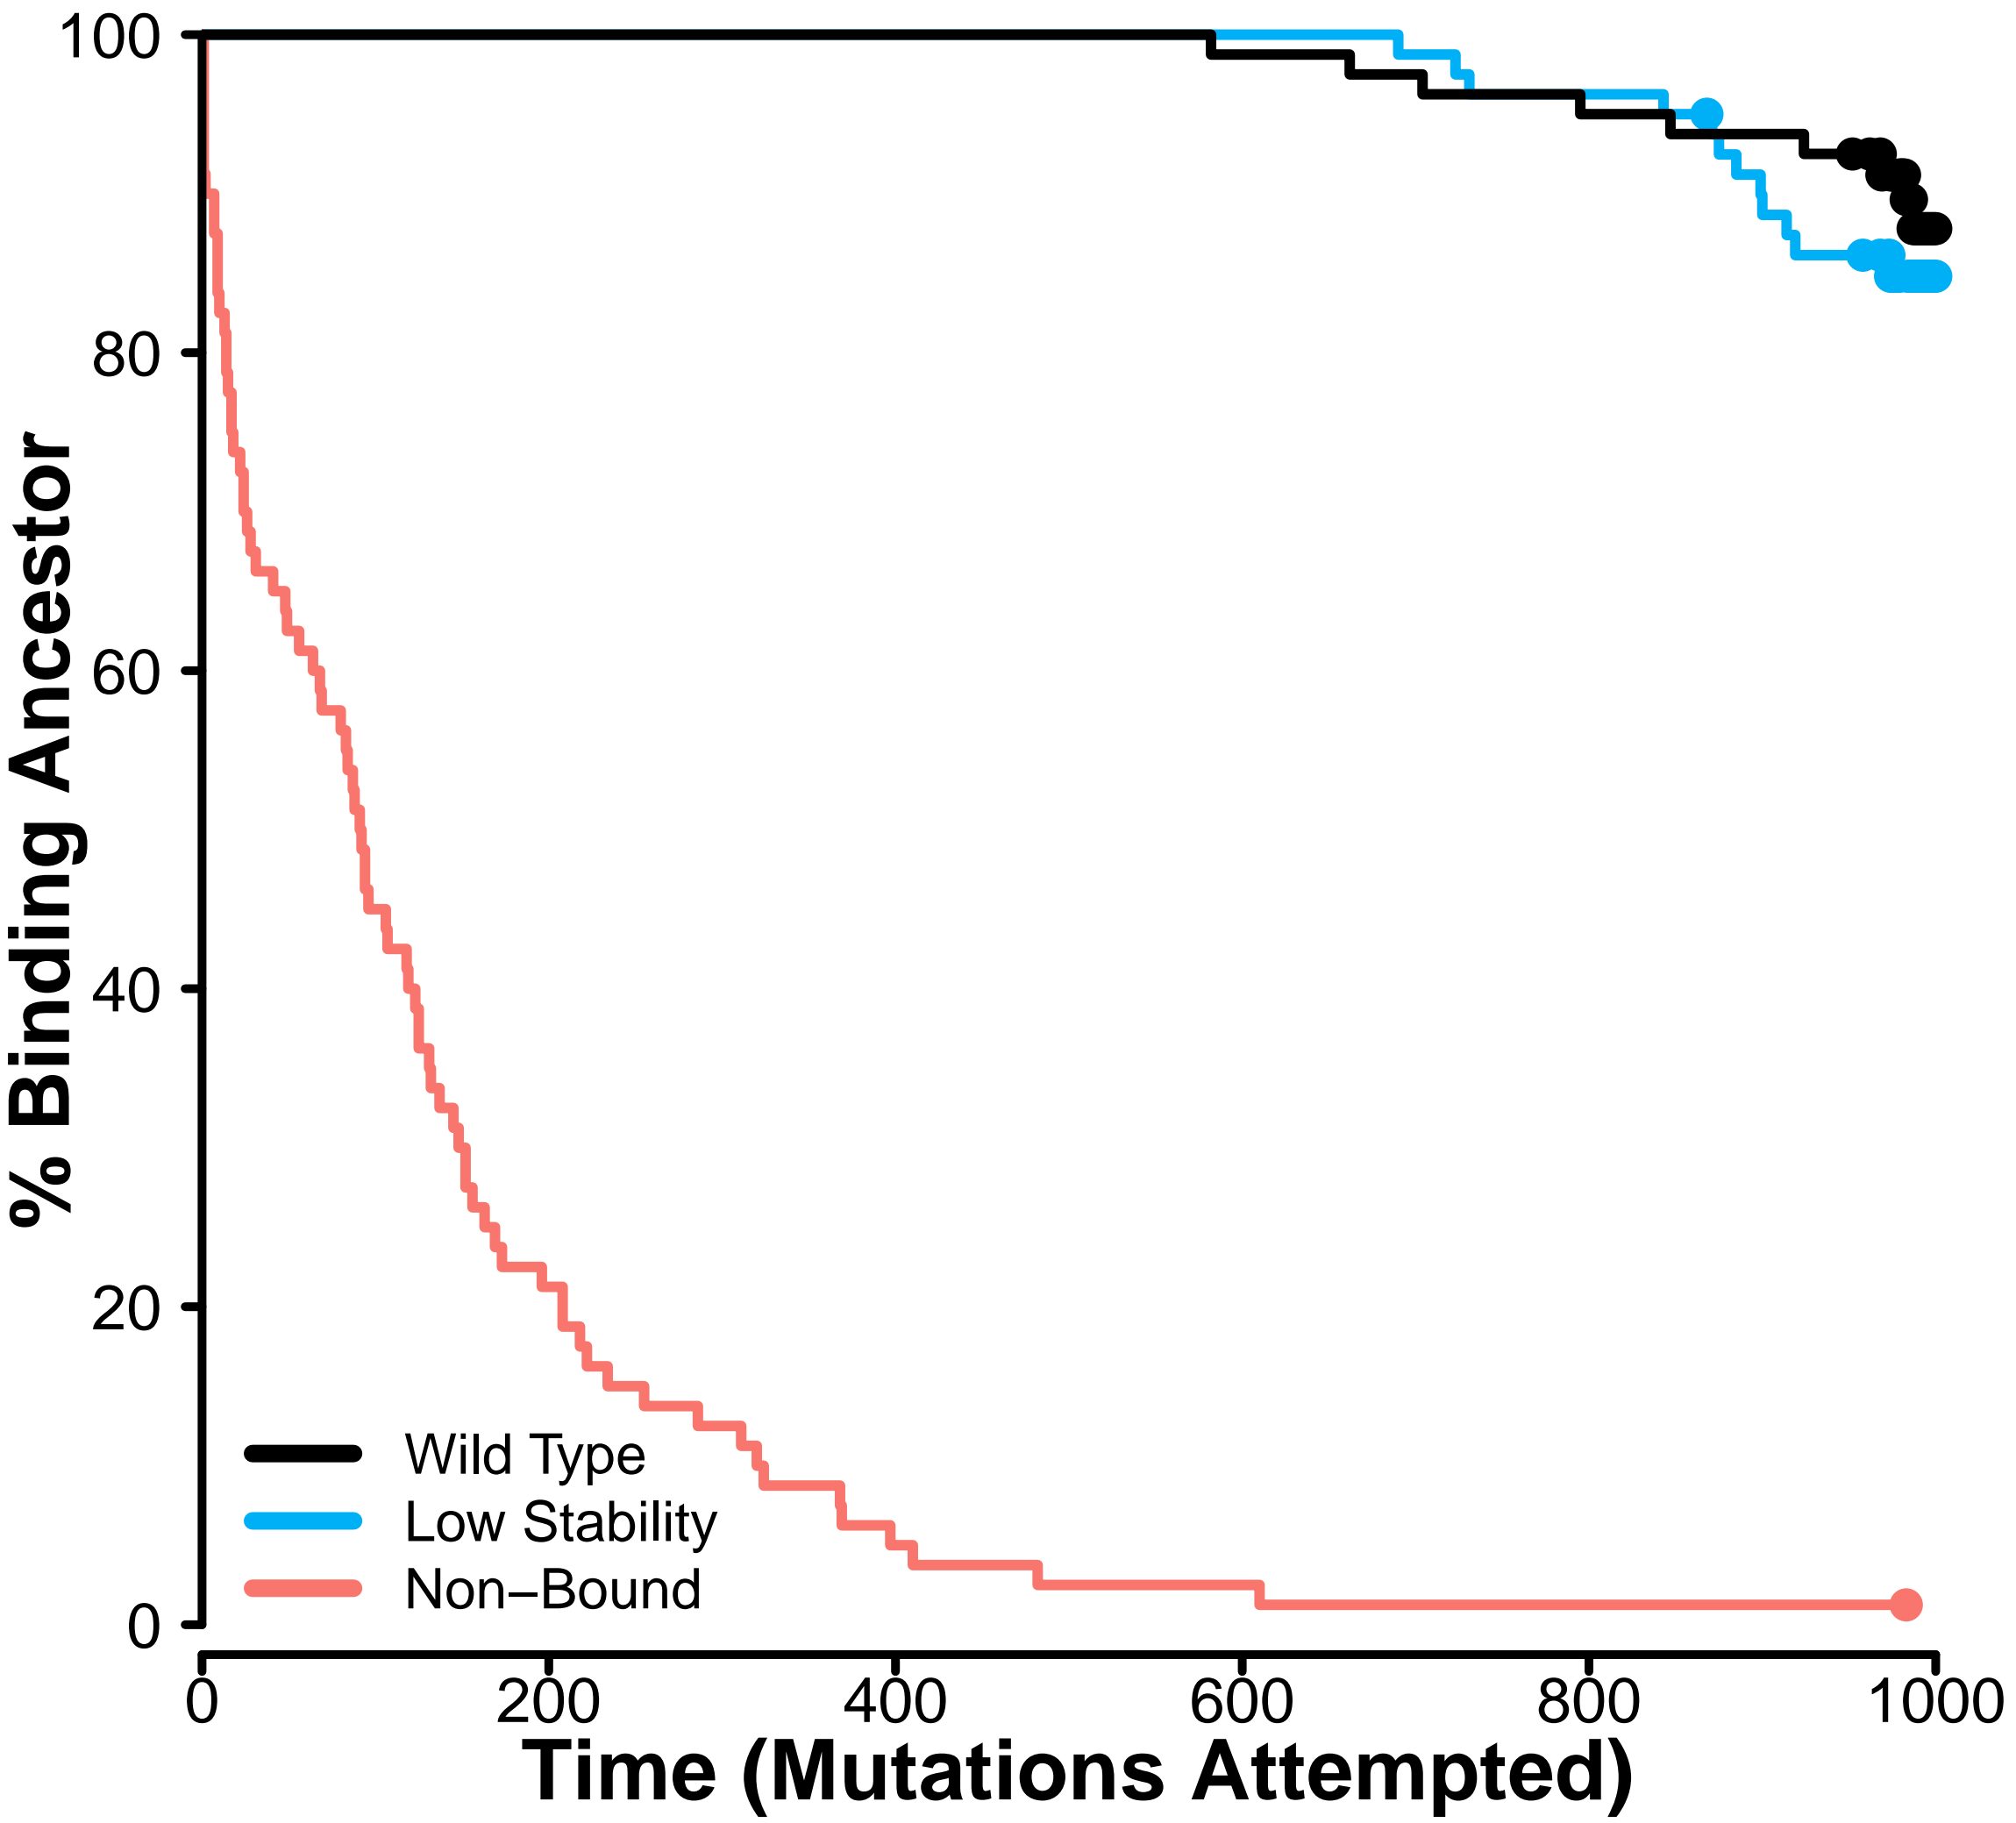 % Binding Ancestor
100
80
60
40
20
0
Wild Type
Low Stability
Non–Bound
0 200 400 600 800 1000
Time (Mutations Attempted)